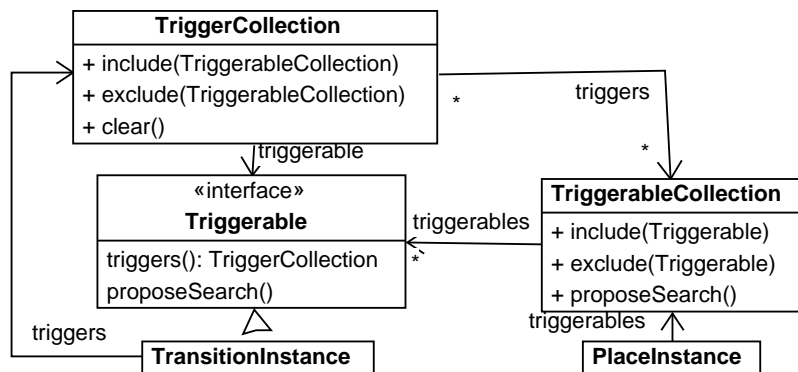 TriggerCollection
+ include(TriggerableCollection)
+ exclude(TriggerableCollection)
+ clear()
*
triggers
*
triggerable
«interface»
Triggerable
triggers(): TriggerCollection
proposeSearch()
triggerables
*
TriggerableCollection
+ include(Triggerable)
+ exclude(Triggerable)
+ proposeSearch()
triggers
triggerables
TransitionInstance
PlaceInstance